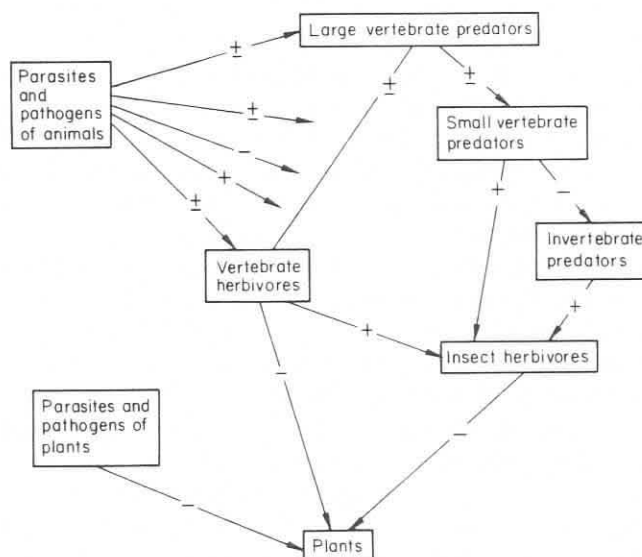 Large vertebrate predators
±
±
Parasites
and
pathogens
of animals
±
±
Small vertebrate
predators
−
+
+
−
±
Vertebrate
herbivores
Invertebrate
predators
+
+
Insect herbivores
−
Parasites and
pathogens of
plants
−
−
Plants